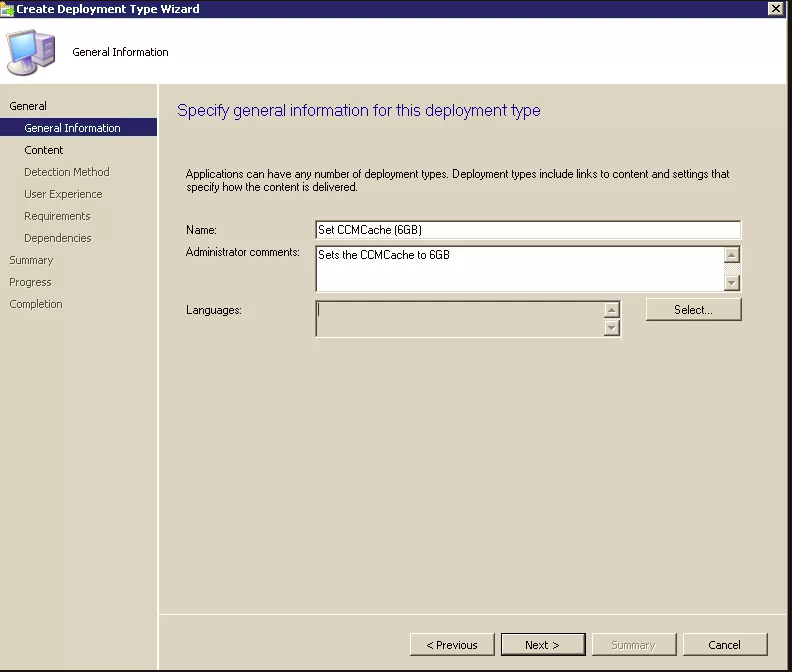 Create Deployment Type Wizard
General Information
General
General Information
Content
Detection Method
User Experience
Requirements
Dependencies
Summary
Progress
Completion
Specify general information for this deployment type
Applications can have any number of deployment types. Deployment types include links to content and settings that
specify how the content is delivered.
Name:
Set CCMCache (6GB)
Administrator comments:
Sets the CCMCache to 6GB
Languages:
Select...
< Previous
Next >
Summary
Cancel